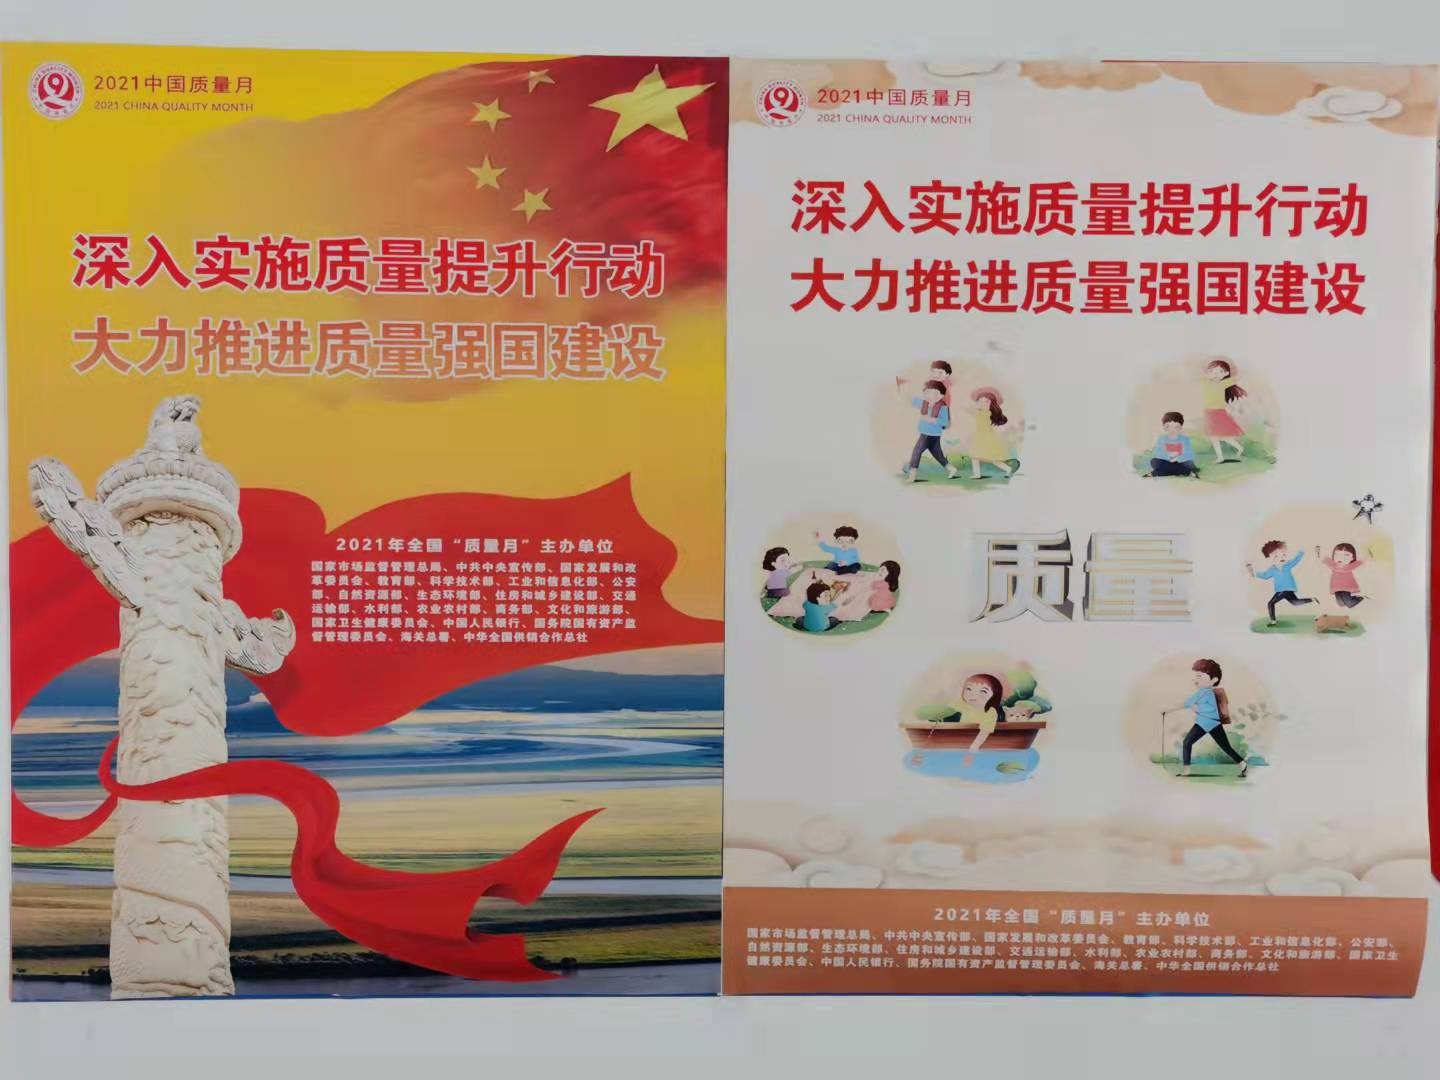 2021中国质量月
2021 CHINA QUALITY MONTH
深入实施质量提升行动
大力推进质量强国建设
2021年全国“质量月”主办单位
国家市场监督管理总局、中共中央宣传部、国家发展和改
革委员会、教育部、科学技术部、工业和信息化部、公安
部、自然资源部、生态环境部、住房和城乡建设部、交通
运输部、水利部、农业农村部、商务部、文化和旅游部、
国家卫生健康委员会、中国人民银行、国务院国有资产监
督管理委员会、海关总署、中华全国供销合作总社
2021中国质量月
2021 CHINA QUALITY MONTH
深入实施质量提升行动
大力推进质量强国建设
质量
2021年全国“质量月”主办单位
国家市场监督管理总局、中共中央宣传部、国家发展和改革委员会、教育部、科学技术部、工业和信息化部、公安部、
自然资源部、生态环境部、住房和城乡建设部、交通运输部、水利部、农业农村部、商务部、文化和旅游部、国家卫生
健康委员会、中国人民银行、国务院国有资产监督管理委员会、海关总署、中华全国供销合作总社